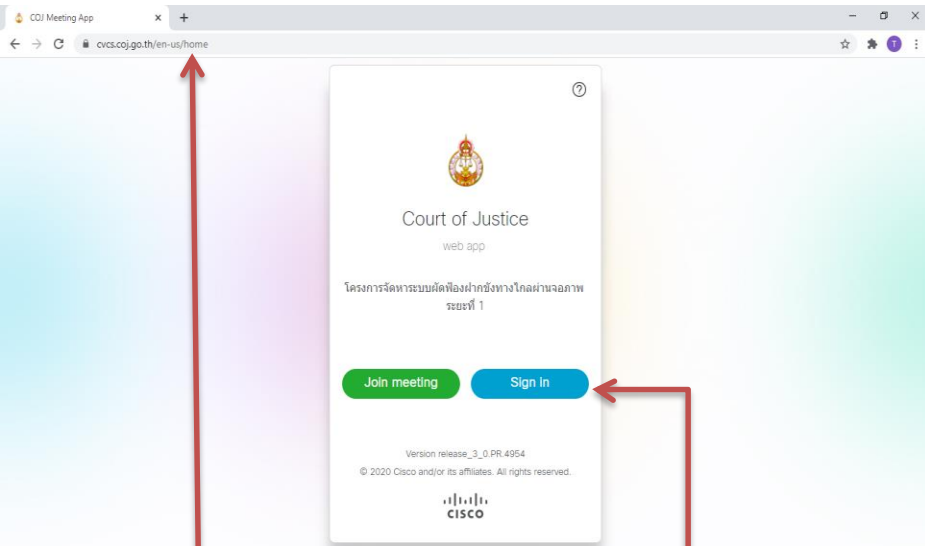 COJ Meeting App
cvcs.coj.go.th/en-us/home
T
Court of Justice
web app
โครงการจัดหาระบบผัดฟ้องฝากขังทางไกลผ่านจอภาพ
ระยะที่ 1
Join meeting
Sign In
Version release_3_0.PR.4954
© 2020 Cisco and/or its affiliates. All rights reserved.
CISCO